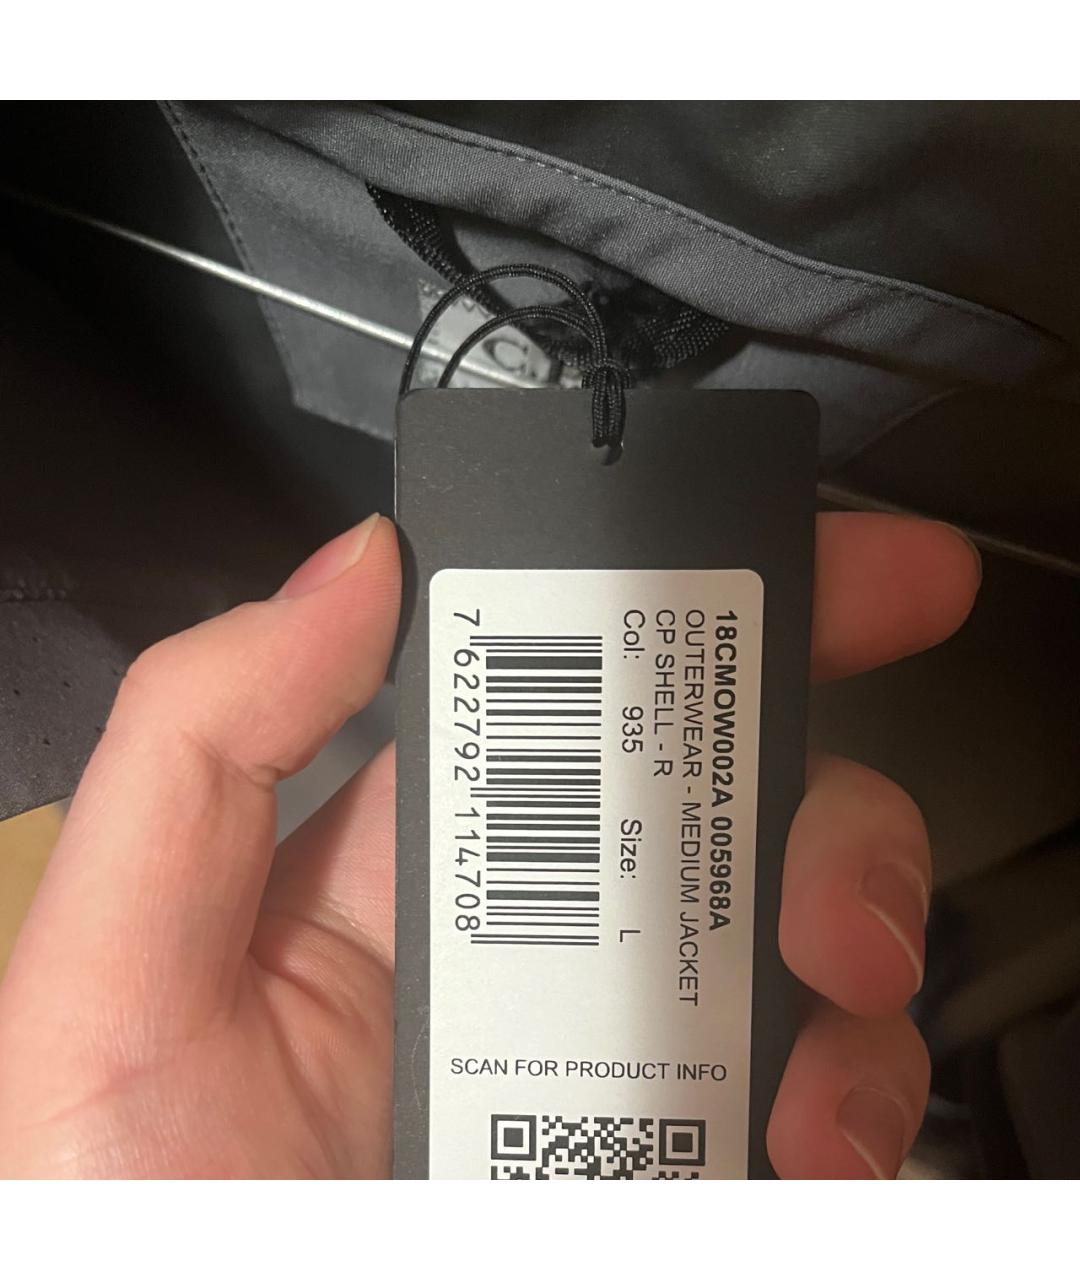 18CMOW002A 005968A
OUTERWEAR - MEDIUM JACKET
CP SHELL - R
Col: 935 Size: L
7 622792 114708
SCAN FOR PRODUCT INFO